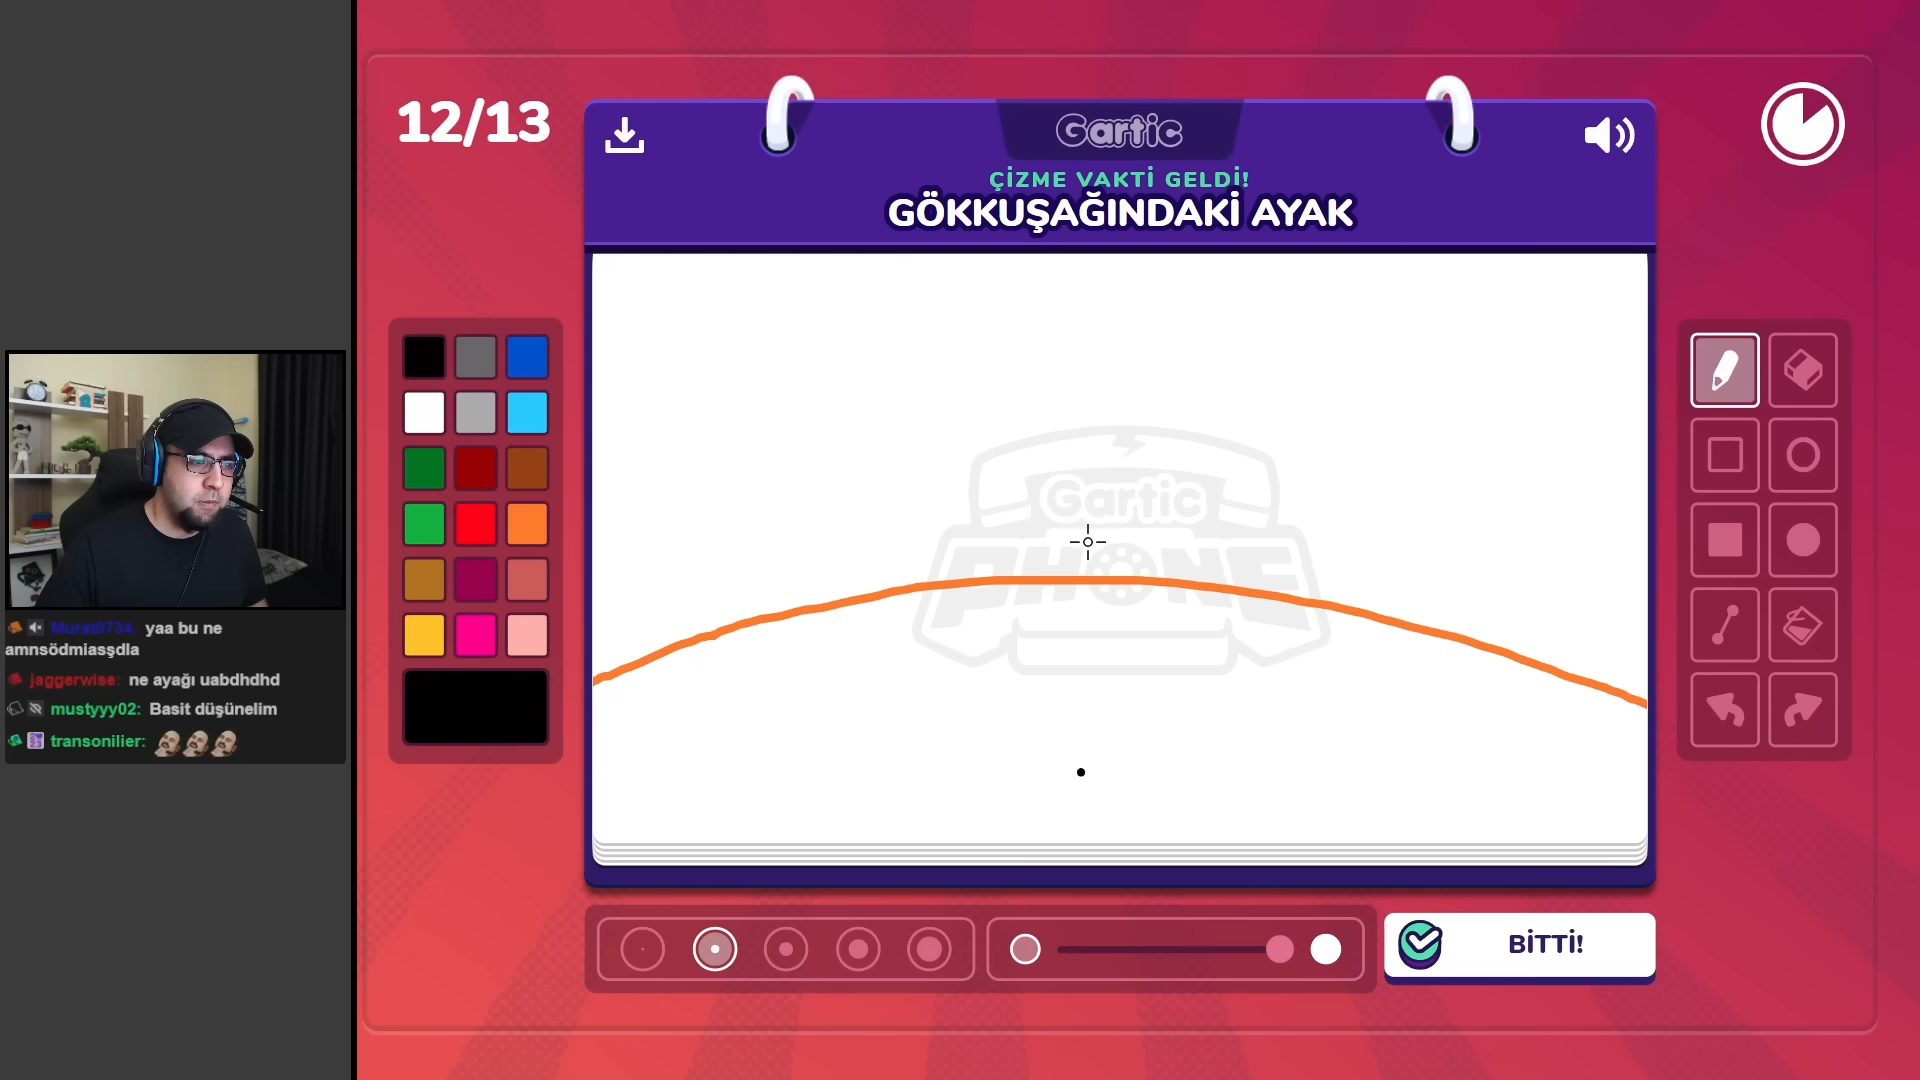 12/13
Gartic
ÇİZME VAKTİ GELDİ!
GÖKKUŞAĞINDAKİ AYAK
Gartic
PHONE
Murat0734: yaa bu ne
amnsödmiasşdla
jaggerwise: ne ayağı uabdhdhd
mustyyy02: Basit düşünelim
transonilier:
BİTTİ!